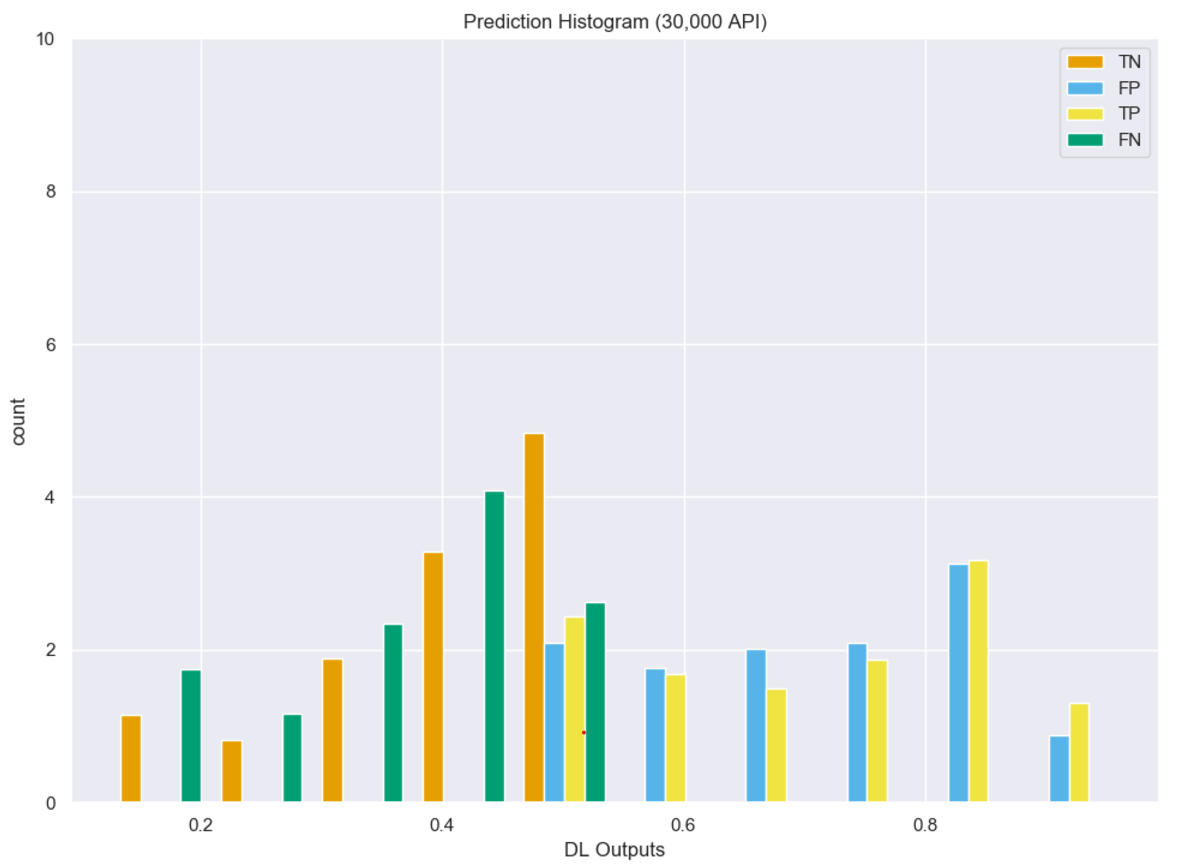 Prediction Histogram (30,000 API)
10
8
6
4
2
0
count
TN
FP
TP
FN
0.2 0.4 0.6 0.8
DL Outputs